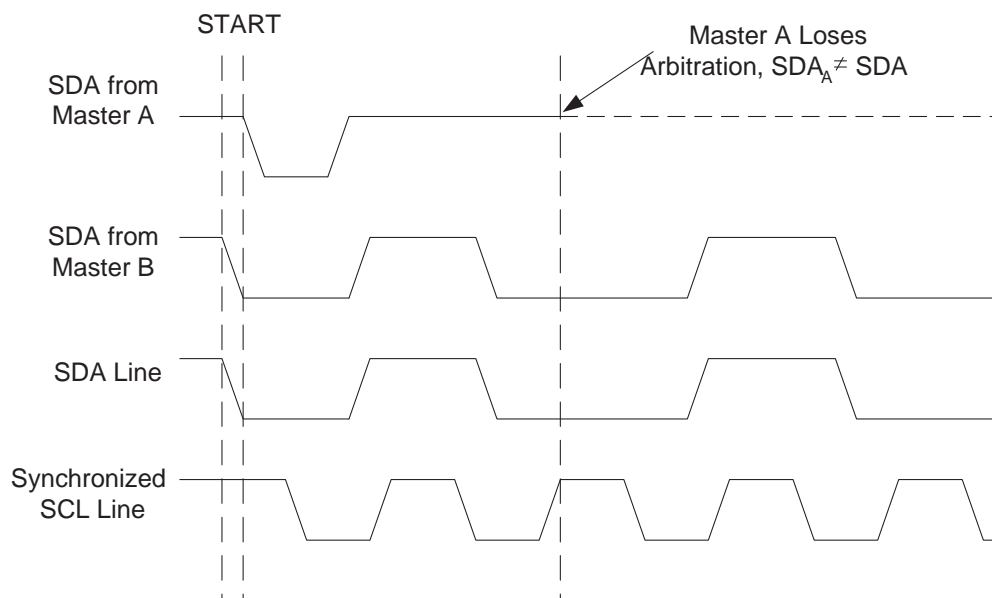 START
Master A Loses
Arbitration, SDA_A ≠ SDA
SDA from
Master A
SDA from
Master B
SDA Line
Synchronized
SCL Line